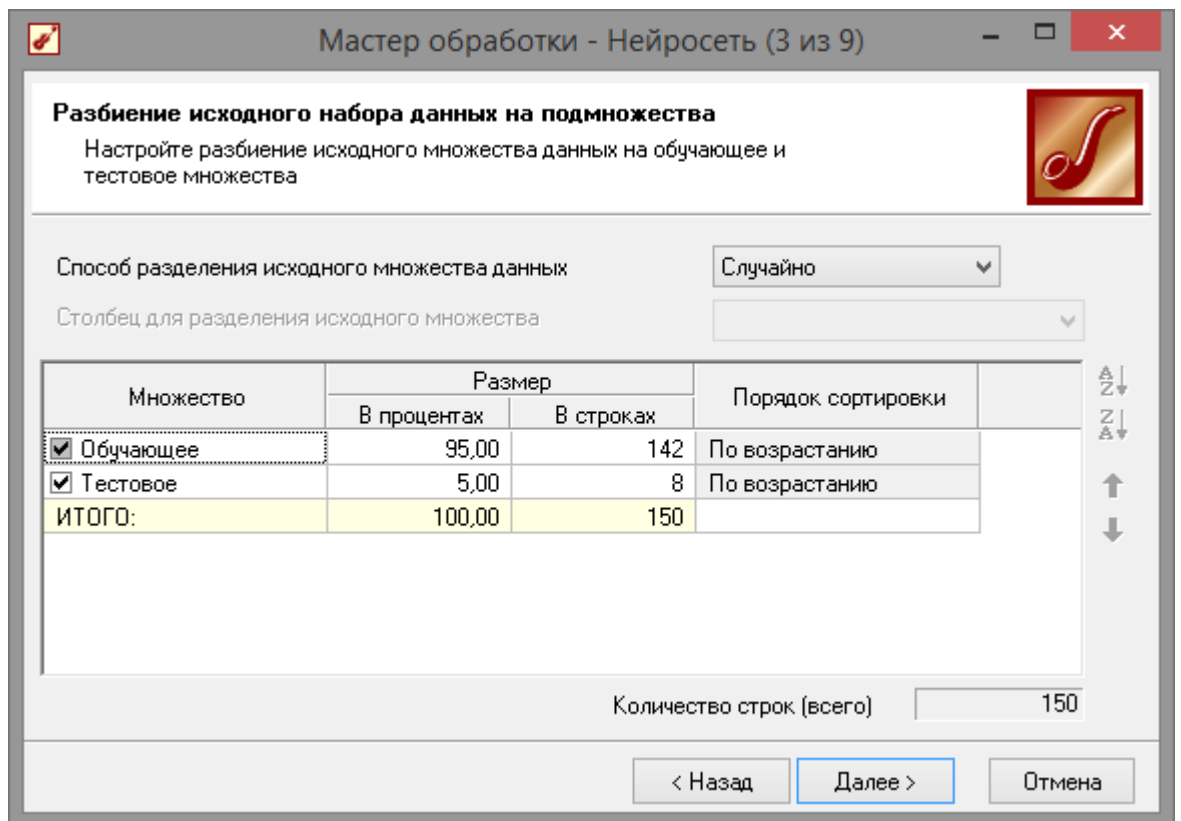 Мастер обработки - Нейросеть (3 из 9)
Разбиение исходного набора данных на подмножества
Настройте разбиение исходного множества данных на обучающее и
тестовое множества
Способ разделения исходного множества данных Случайно
Столбец для разделения исходного множества
Множество Размер Порядок сортировки
В процентах В строках
Обучающее 95,00 142 По возрастанию
Тестовое 5,00 8 По возрастанию
ИТОГО: 100,00 150
Количество строк (всего) 150
< Назад Далее > Отмена
A
Z
Z
A